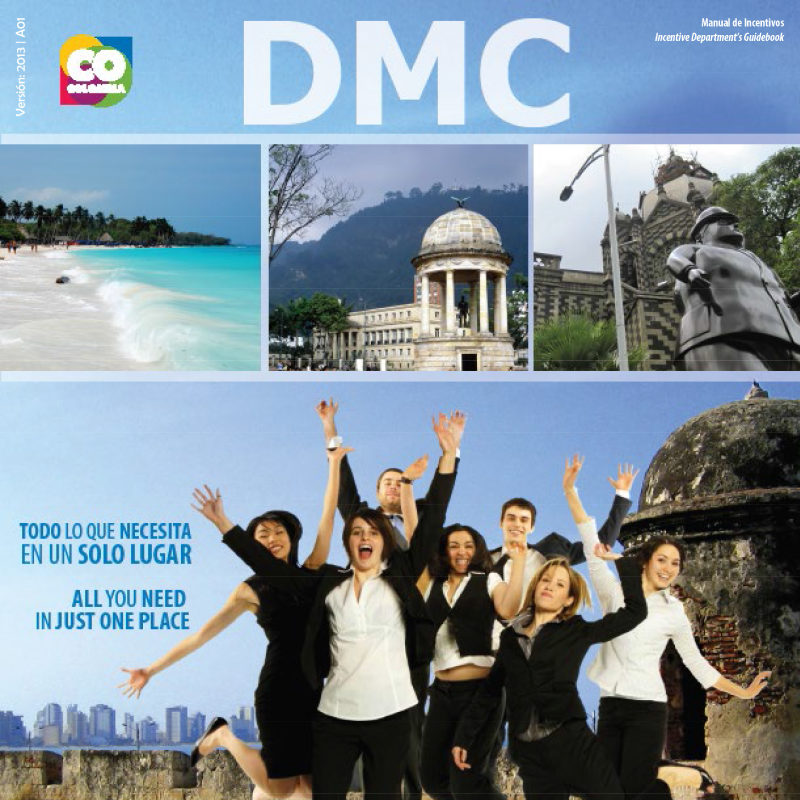 DMC
Manual de Incentivos
Incentive Department's Guidebook
Versión: 2013 | A01
CO
COLOMBIA
TODO LO QUE NECESITA
EN UN SOLO LUGAR
ALL YOU NEED
IN JUST ONE PLACE